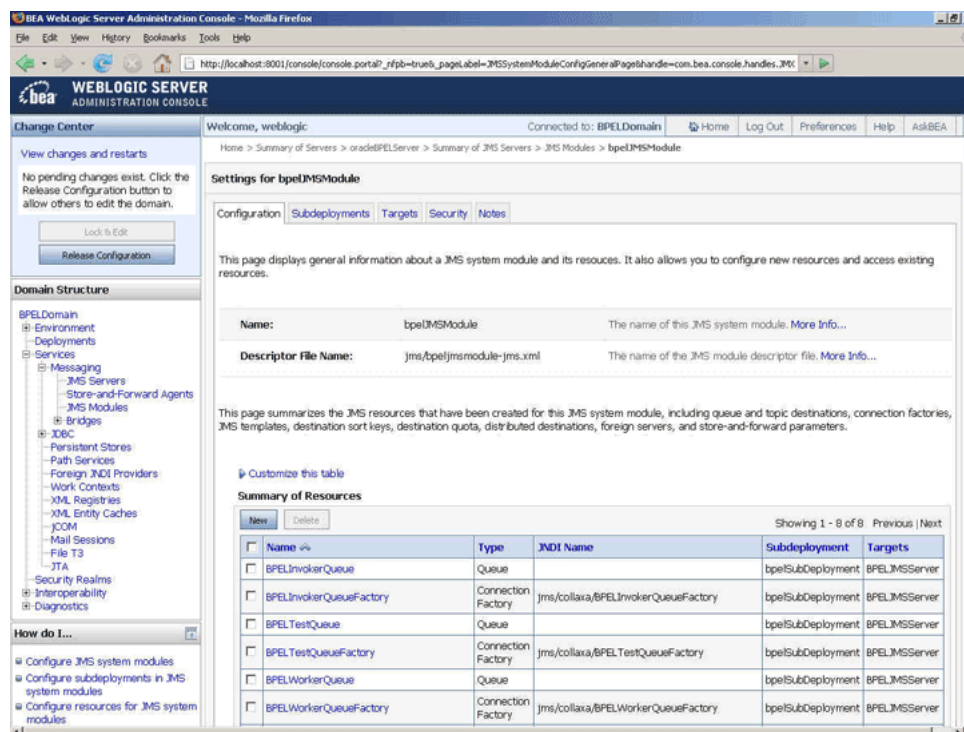 BEA WebLogic Server Administration Console - Mozilla Firefox
File Edit View History Bookmarks Tools Help
http://localhost:8001/console/console.portal?_nfpb=true&_pageLabel=JMSSystemModuleConfigGeneralPage&handle=com.bea.console.handles.JMX
bea WEBLOGIC SERVER
ADMINISTRATION CONSOLE
Change Center
View changes and restarts
No pending changes exist. Click the
Release Configuration button to
allow others to edit the domain.
Lock & Edit
Release Configuration
Domain Structure
BPELDomain
Environment
Deployments
Services
Messaging
JMS Servers
Store-and-Forward Agents
JMS Modules
Bridges
JDBC
Persistent Stores
Path Services
Foreign JNDI Providers
Work Contexts
XML Registries
XML Entity Caches
jCOM
Mail Sessions
File T3
JTA
Security Realms
Interoperability
Diagnostics
How do I...
Configure JMS system modules
Configure subdeployments in JMS
system modules
Configure resources for JMS system
modules
Welcome, weblogic Connected to: BPELDomain Home Log Out Preferences Help AskBEA
Home > Summary of Servers > oracleBPELServer > Summary of JMS Servers > JMS Modules > bpelJMSModule
Settings for bpelJMSModule
Configuration Subdeployments Targets Security Notes
This page displays general information about a JMS system module and its resouces. It also allows you to configure new resources and access existing
resources.
Name: bpelJMSModule The name of this JMS system module. More Info...
Descriptor File Name: jms/bpeljmsmodule-jms.xml The name of the JMS module descriptor file. More Info...
This page summarizes the JMS resources that have been created for this JMS system module, including queue and topic destinations, connection factories,
JMS templates, destination sort keys, destination quota, distributed destinations, foreign servers, and store-and-forward parameters.
Customize this table
Summary of Resources
New Delete Showing 1 - 8 of 8 Previous | Next
Name Type JNDI Name Subdeployment Targets
BPELInvokerQueue Queue bpelSubDeployment BPELJMSServer
BPELInvokerQueueFactory Connection Factory jms/collaxa/BPELInvokerQueueFactory bpelSubDeployment BPELJMSServer
BPELTestQueue Queue bpelSubDeployment BPELJMSServer
BPELTestQueueFactory Connection Factory jms/collaxa/BPELTestQueueFactory bpelSubDeployment BPELJMSServer
BPELWorkerQueue Queue bpelSubDeployment BPELJMSServer
BPELWorkerQueueFactory Connection Factory jms/collaxa/BPELWorkerQueueFactory bpelSubDeployment BPELJMSServer